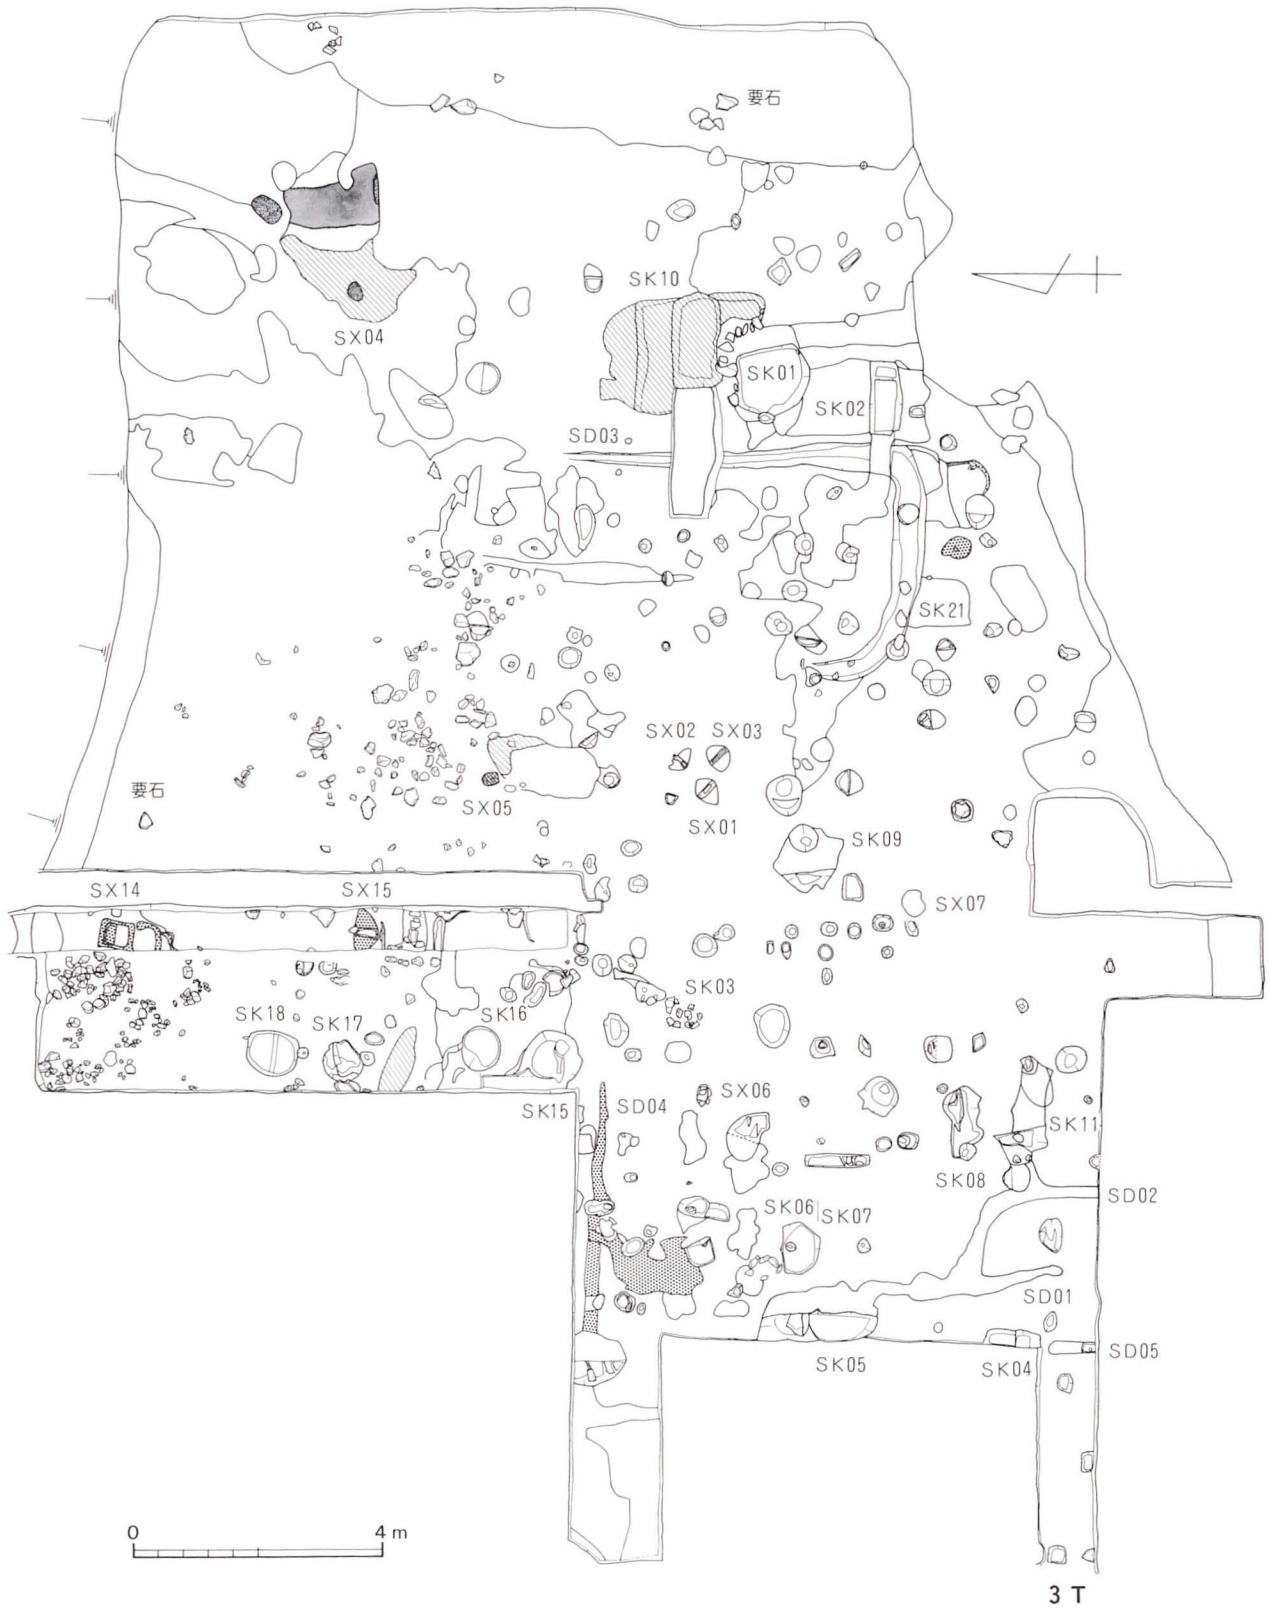 要石
SK10
SX04
SK01
SK02
SD03
SK21
SX02 SX03
要石
SX05
SX01
SK09
SX14
SX15
SX07
SK03
SK18
SK17
SK16
SK15
SD04
SX06
SK11
SK08
SD02
SK06 SK07
SD01
SK05
SK04
SD05
0 4 m
3 T